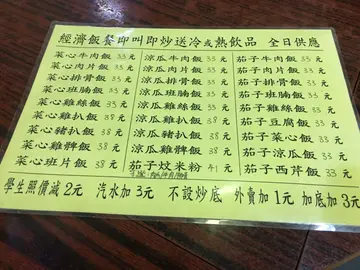 經濟飯餐即叫即炒送冷或熱飲品 全日供應
菜心牛肉飯 33元 涼瓜牛肉飯 33元 茄子牛肉飯 33元
菜心肉片飯 33元 涼瓜肉片飯 33元 茄子肉片飯 33元
菜心排骨飯 33元 涼瓜排骨飯 33元 茄子排骨飯 33元
菜心班腩飯 33元 涼瓜班腩飯 33元 茄子班腩飯 33元
菜心雞絲飯 33元 涼瓜雞絲飯 33元 茄子雞絲飯 33元
菜心雞扒飯 38元 涼瓜雞扒飯 38元 茄子豆腐飯 33元
菜心豬扒飯 38元 涼瓜豬扒飯 38元 茄子菜心飯 33元
菜心雞髀飯 38元 涼瓜雞髀飯 38元 茄子涼瓜飯 33元
菜心班片飯 38元 茄子炆米粉 41元 茄子西芹飯 33元
學生照價減2元 汽水加3元 不設炒底 外賣加1元 加底加3元